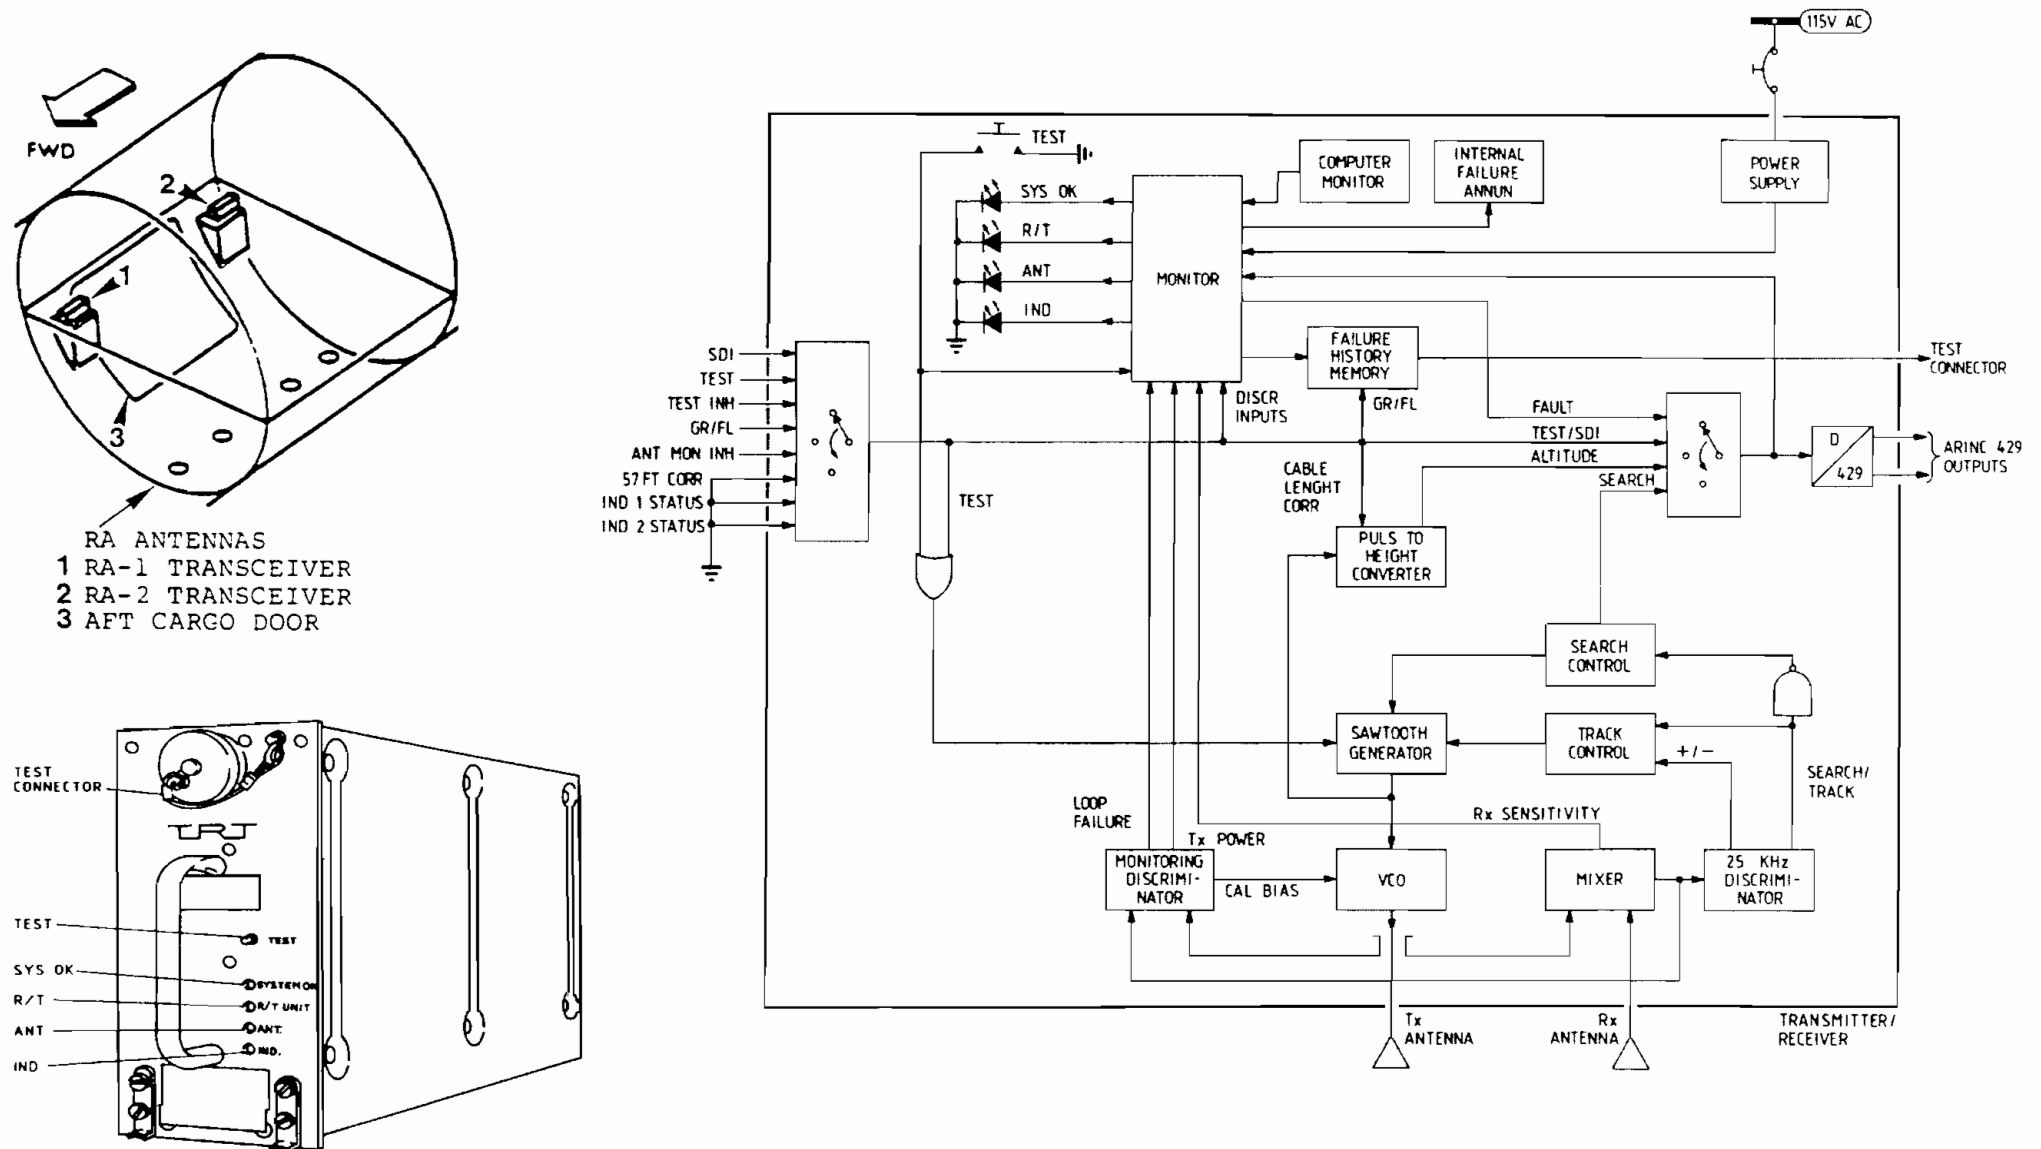 FWD
2
1
3
RA ANTENNAS
1 RA-1 TRANSCEIVER
2 RA-2 TRANSCEIVER
3 AFT CARGO DOOR
TEST
CONNECTOR
TRT
TEST
TEST
SYS OK
SYSTEM OK
R/T
R/T UNIT
ANT
ANT.
IND
IND.
115V AC
TEST
COMPUTER
MONITOR
INTERNAL
FAILURE
ANNUN
POWER
SUPPLY
SYS OK
R/T
ANT
IND
MONITOR
FAILURE
HISTORY
MEMORY
TEST
CONNECTOR
SDI
TEST
TEST INH
GR/FL
ANT MON INH
57FT CORR
IND 1 STATUS
IND 2 STATUS
DISCR
INPUTS
GR/FL
FAULT
TEST/SDI
ALTITUDE
SEARCH
D
429
ARINC 429
OUTPUTS
CABLE
LENGHT
CORR
TEST
PULS TO
HEIGHT
CONVERTER
SEARCH
CONTROL
SAWTOOTH
GENERATOR
TRACK
CONTROL
+/-
SEARCH/
TRACK
LOOP
FAILURE
Tx POWER
Rx SENSITIVITY
MONITORING
DISCRIMI-
NATOR
CAL BIAS
VCO
MIXER
25 KHz
DISCRIMI-
NATOR
Tx
ANTENNA
Rx
ANTENNA
TRANSMITTER/
RECEIVER